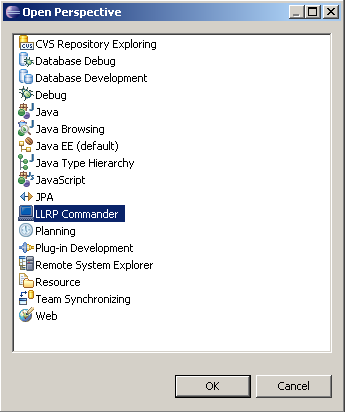 Open Perspective
CVS Repository Exploring
Database Debug
Database Development
Debug
Java
Java Browsing
Java EE (default)
Java Type Hierarchy
JavaScript
JPA
LLRP Commander
Planning
Plug-in Development
Remote System Explorer
Resource
Team Synchronizing
Web
OK
Cancel